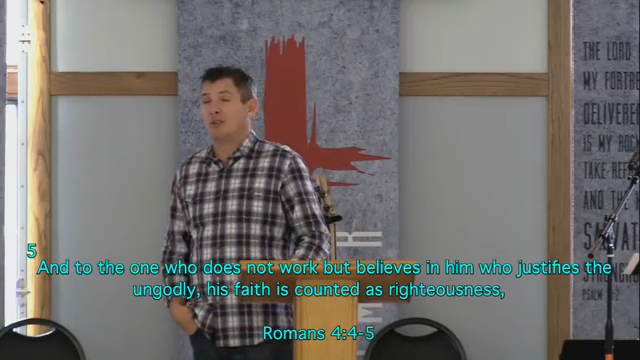 THE LORD
MY FORTRE
DELIVERE
IS MY ROC
TAKE REF
AND TH
SALVAT
PSALM
5
And to the one who does not work but believes in him who justifies the
ungodly, his faith is counted as righteousness,
Romans 4:4-5